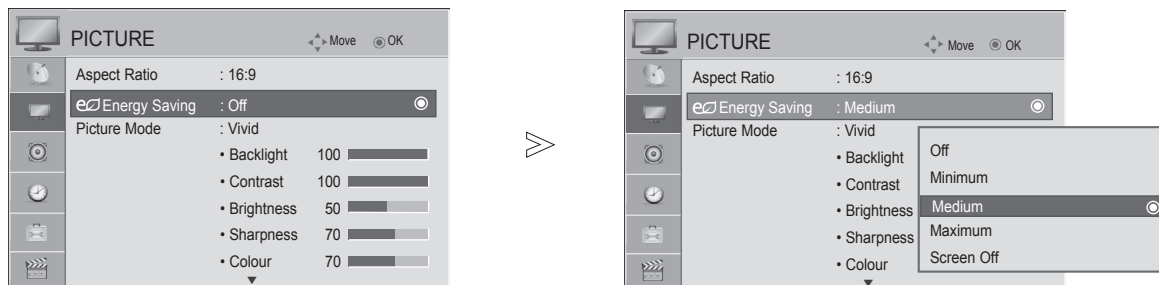 PICTURE Move OK
Aspect Ratio : 16:9
Energy Saving : Off
Picture Mode : Vivid
• Backlight 100
• Contrast 100
• Brightness 50
• Sharpness 70
• Colour 70
PICTURE Move OK
Aspect Ratio : 16:9
Energy Saving : Medium
Picture Mode : Vivid
• Backlight
• Contrast
• Brightness
• Sharpness
• Colour
Off
Minimum
Medium
Maximum
Screen Off